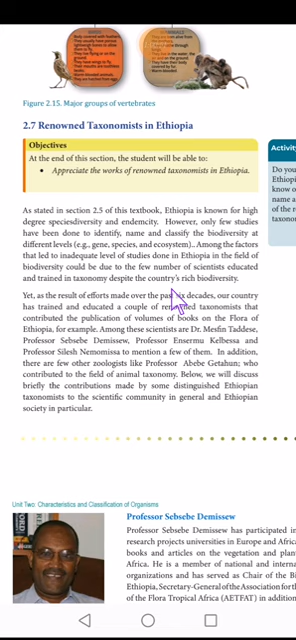 BIRDS
Body covered with feathers
MAMMALS
Warm-blooded
Figure 2.15. Major groups of vertebrates
2.7 Renowned Taxonomists in Ethiopia
Objectives
At the end of this section, the student will be able to:
• Appreciate the works of renowned taxonomists in Ethiopia.
Activity
Do you
Ethiopi
know o
name a
of the r
taxono
As stated in section 2.5 of this textbook, Ethiopia is known for high
degree speciesdiversity and endemcity. However, only few studies
have been done to identify, name and classify the biodiversity at
different levels (e.g., gene, species, and ecosystem).. Among the factors
that led to inadequate level of studies done in Ethiopia in the field of
biodiversity could be due to the few number of scientists educated
and trained in taxonomy despite the country's rich biodiversity.
Yet, as the result of efforts made over the past six decades, our country
has trained and educated a couple of renowned taxonomists that
contributed the publication of volumes of books on the Flora of
Ethiopia, for example. Among these scientists are Dr. Mesfin Taddese,
Professor Sebsebe Demissew, Professor Ensermu Kelbessa and
Professor Silesh Nemomissa to mention a few of them. In addition,
there are few other zoologists like Professor Abebe Getahun; who
contributed to the field of animal taxonomy. Below, we will discuss
briefly the contributions made by some distinguished Ethiopian
taxonomists to the scientific community in general and Ethiopian
society in particular.
Unit Two: Characteristics and Classification of Organisms
Professor Sebsebe Demissew
Professor Sebsebe Demissew has participated in
research projects universities in Europe and Africa
books and articles on the vegetation and plan
Africa. He is a member of national and interna
organizations and has served as Chair of the Bi
Ethiopia, Secretary-General of the Association for th
of the Flora Tropical Africa (AETFAT) in addition